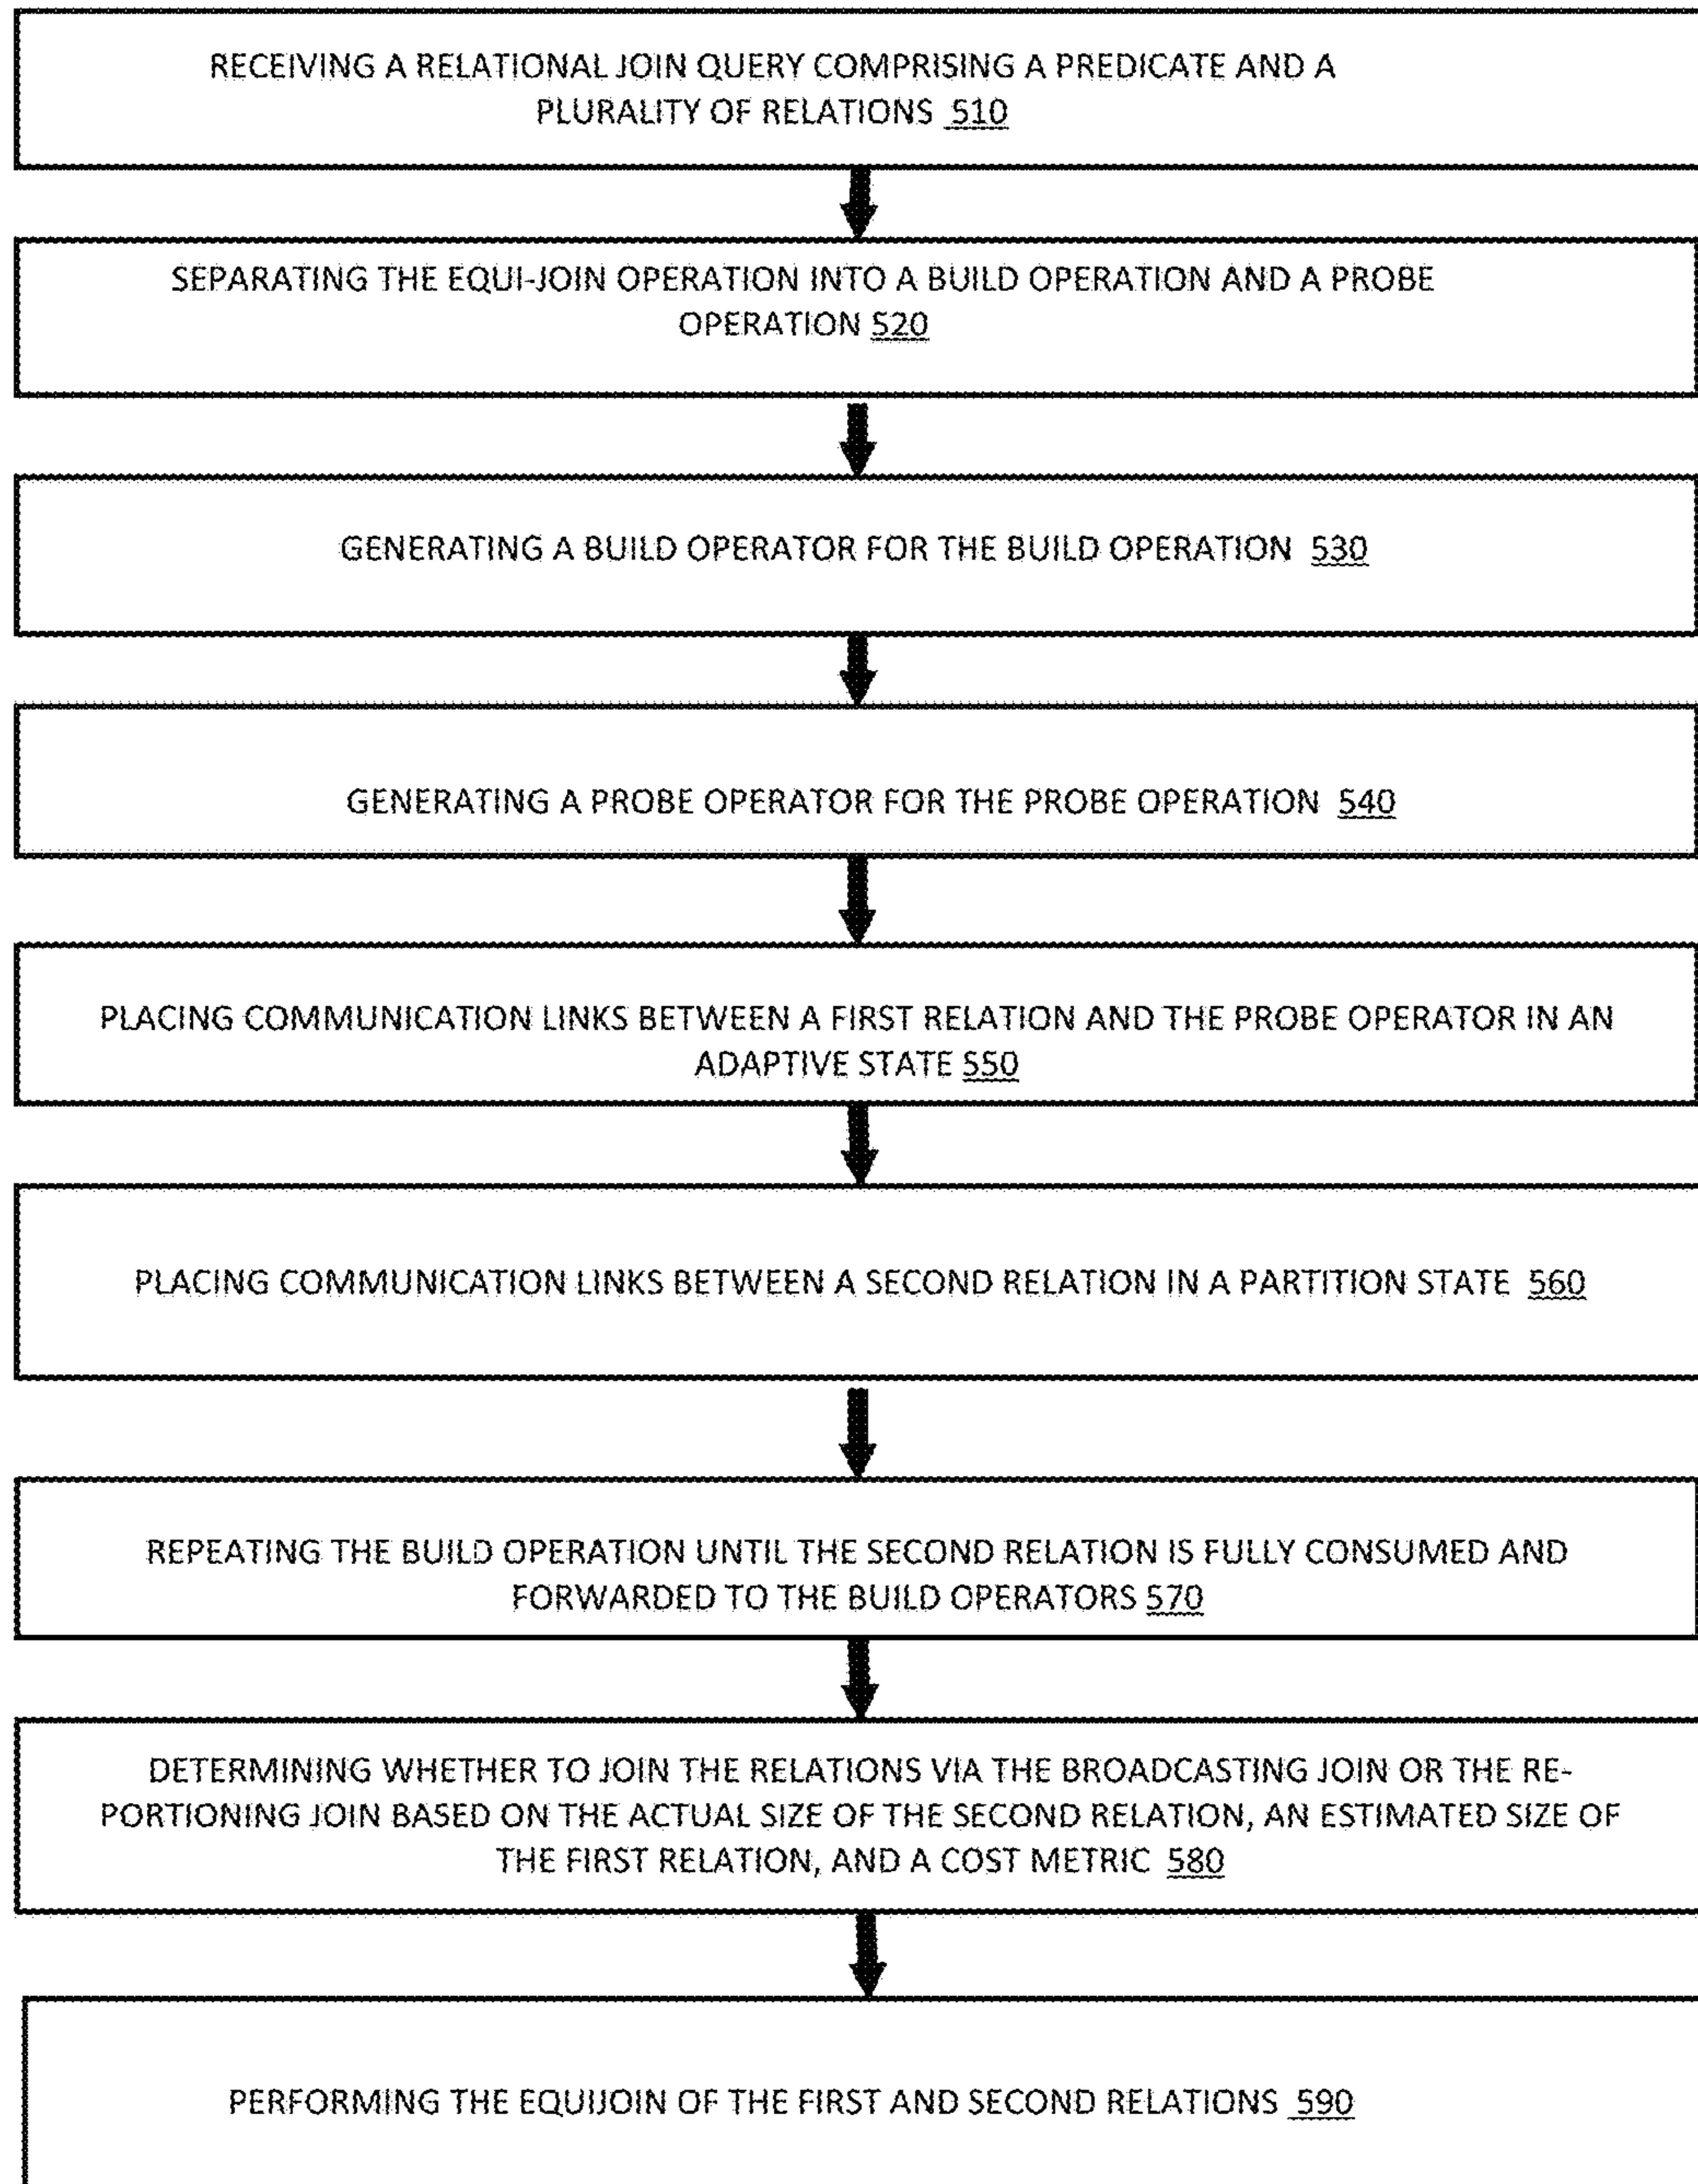 RECEIVING A RELATIONAL JOIN QUERY COMPRISING A PREDICATE AND A
PLURALITY OF RELATIONS 510
SEPARATING THE EQUI-JOIN OPERATION INTO A BUILD OPERATION AND A PROBE
OPERATION 520
GENERATING A BUILD OPERATOR FOR THE BUILD OPERATION 530
GENERATING A PROBE OPERATOR FOR THE PROBE OPERATION 540
PLACING COMMUNICATION LINKS BETWEEN A FIRST RELATION AND THE PROBE OPERATOR IN AN
ADAPTIVE STATE 550
PLACING COMMUNICATION LINKS BETWEEN A SECOND RELATION IN A PARTITION STATE 560
REPEATING THE BUILD OPERATION UNTIL THE SECOND RELATION IS FULLY CONSUMED AND
FORWARDED TO THE BUILD OPERATORS 570
DETERMINING WHETHER TO JOIN THE RELATIONS VIA THE BROADCASTING JOIN OR THE RE-
PORTIONING JOIN BASED ON THE ACTUAL SIZE OF THE SECOND RELATION, AN ESTIMATED SIZE OF
THE FIRST RELATION, AND A COST METRIC 580
PERFORMING THE EQUIJOIN OF THE FIRST AND SECOND RELATIONS 590